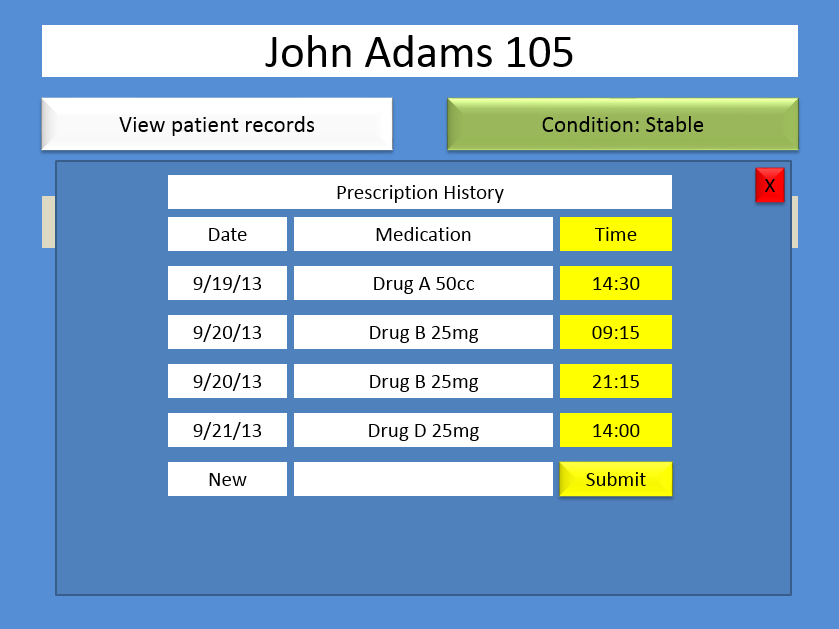 John Adams 105
View patient records
Condition: Stable
Prescription History
X
Date Medication Time
9/19/13 Drug A 50cc 14:30
9/20/13 Drug B 25mg 09:15
9/20/13 Drug B 25mg 21:15
9/21/13 Drug D 25mg 14:00
New Submit